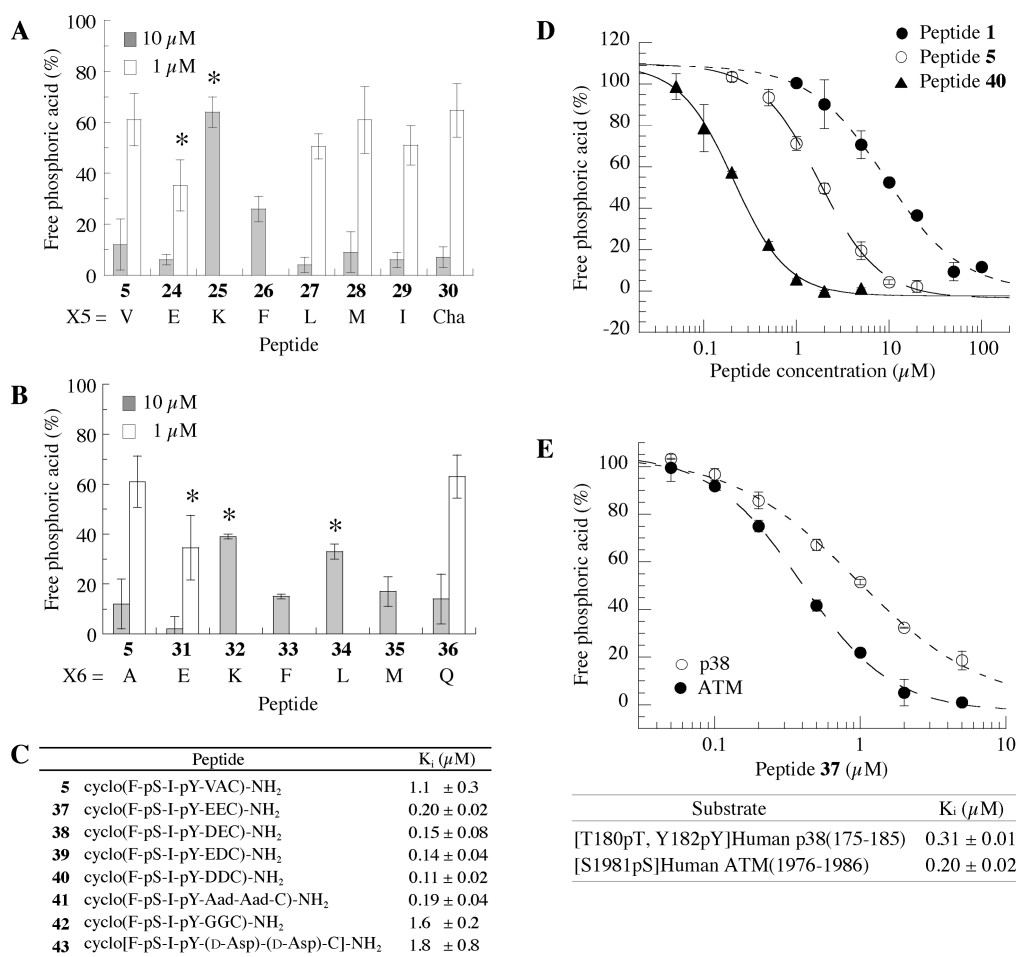 A
Free phosphoric acid (%)
10 µM
1 µM
100
80
60
40
20
0
*
*
5 24 25 26 27 28 29 30
X5 = V E K F L M I Cha
Peptide
B
Free phosphoric acid (%)
10 µM
1 µM
100
80
60
40
20
0
*
*
*
5 31 32 33 34 35 36
X6 = A E K F L M Q
Peptide
C
Peptide Ki (µM)
5 cyclo(F-pS-I-pY-VAC)-NH2 1.1 ± 0.3
37 cyclo(F-pS-I-pY-EEC)-NH2 0.20 ± 0.02
38 cyclo(F-pS-I-pY-DEC)-NH2 0.15 ± 0.08
39 cyclo(F-pS-I-pY-EDC)-NH2 0.14 ± 0.04
40 cyclo(F-pS-I-pY-DDC)-NH2 0.11 ± 0.02
41 cyclo(F-pS-I-pY-Aad-Aad-C)-NH2 0.19 ± 0.04
42 cyclo(F-pS-I-pY-GGC)-NH2 1.6 ± 0.2
43 cyclo[F-pS-I-pY-(D-Asp)-(D-Asp)-C]-NH2 1.8 ± 0.8
D
Free phosphoric acid (%)
Peptide 1
Peptide 5
Peptide 40
120
100
80
60
40
20
0
-20
0.1 1 10 100
Peptide concentration (µM)
E
Free phosphoric acid (%)
100
80
60
40
20
0
p38
ATM
0.1 1 10
Peptide 37 (µM)
Substrate Ki (µM)
[T180pT, Y182pY]Human p38(175-185) 0.31 ± 0.01
[S1981pS]Human ATM(1976-1986) 0.20 ± 0.02